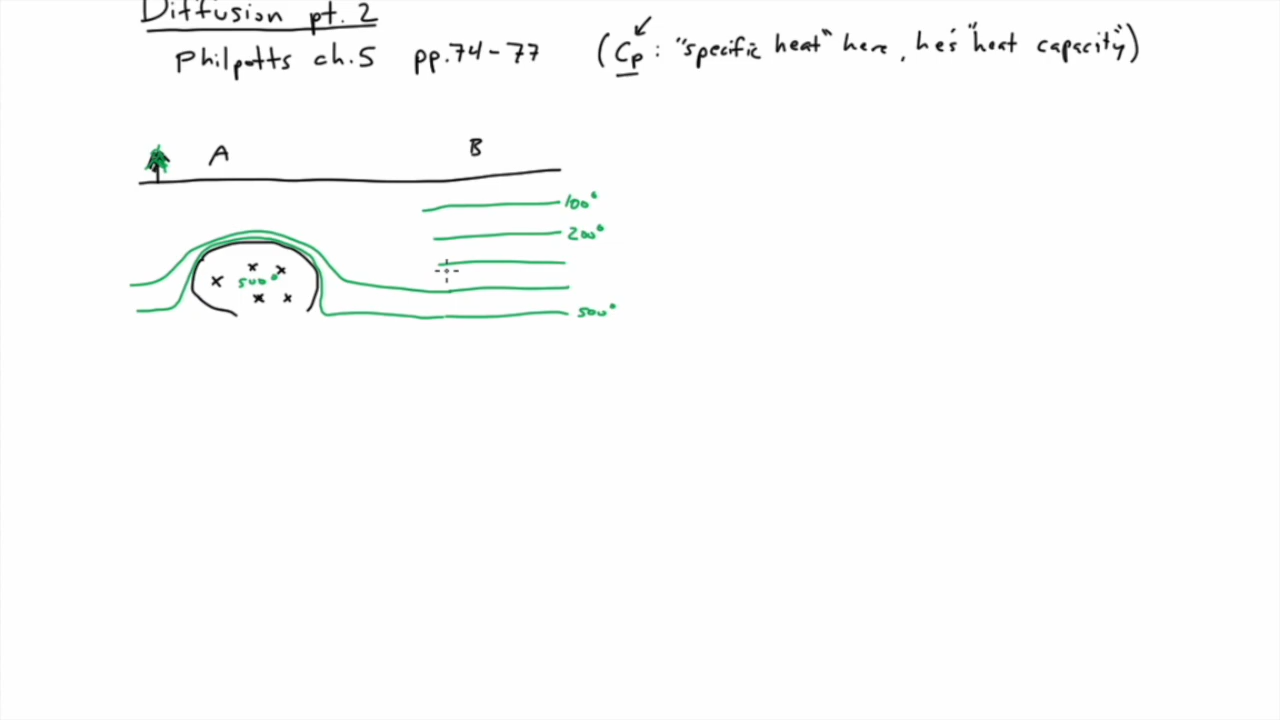 Diffusion pt. 2
Philpotts ch.5 pp.74-77 (Cp: "specific heat" here, he's "heat capacity")
A B
100°
200°
500°
500°